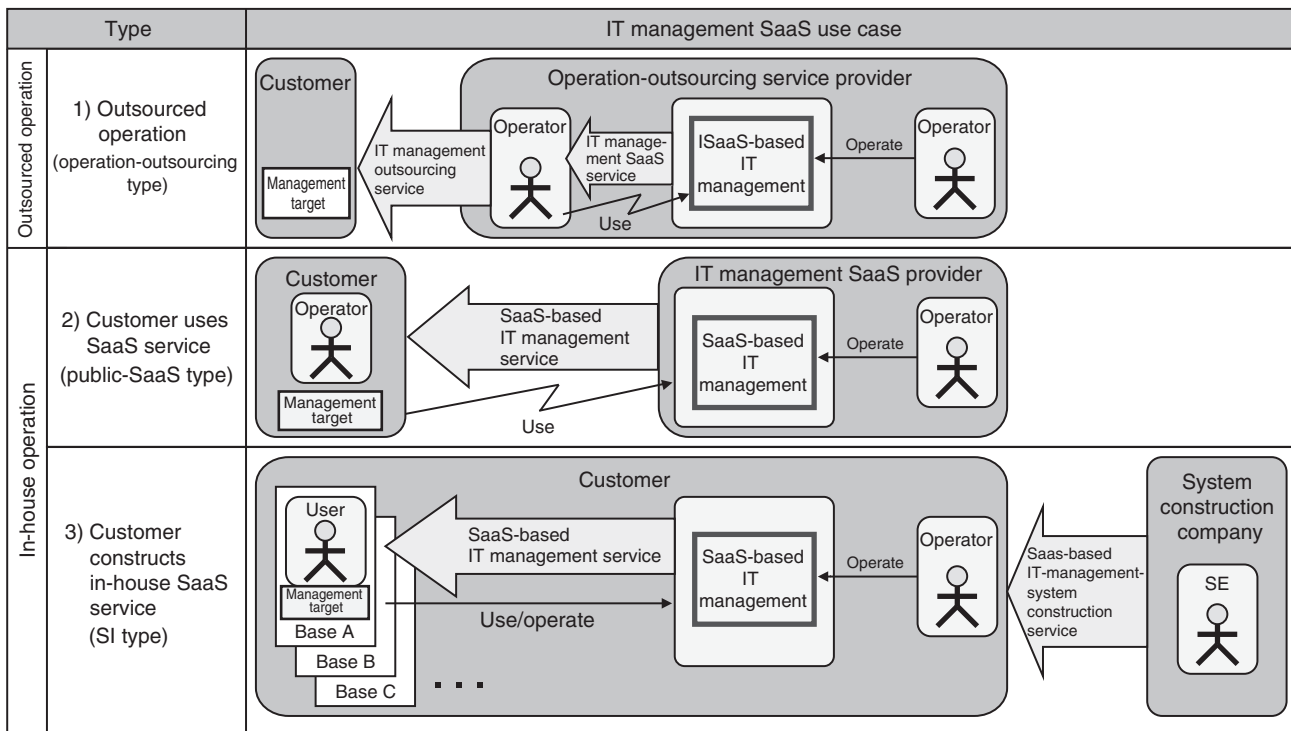 Type
IT management SaaS use case
Outsourced operation
1) Outsourced
operation
(operation-outsourcing
type)
Customer
Management
target
IT management
outsourcing
service
Operation-outsourcing service provider
Operator
IT manage-
ment SaaS
service
Use
ISaaS-based
IT
management
Operate
Operator
In-house operation
2) Customer uses
SaaS service
(public-SaaS type)
Customer
Operator
Management
target
SaaS-based
IT management
service
Use
IT management SaaS provider
SaaS-based
IT
management
Operate
Operator
3) Customer
constructs
in-house SaaS
service
(SI type)
Customer
User
Management
target
Base A
Base B
Base C
. . .
SaaS-based
IT management service
Use/operate
SaaS-based
IT
management
Operate
Operator
Saas-based
IT-management-
system
construction
service
System
construction
company
SE